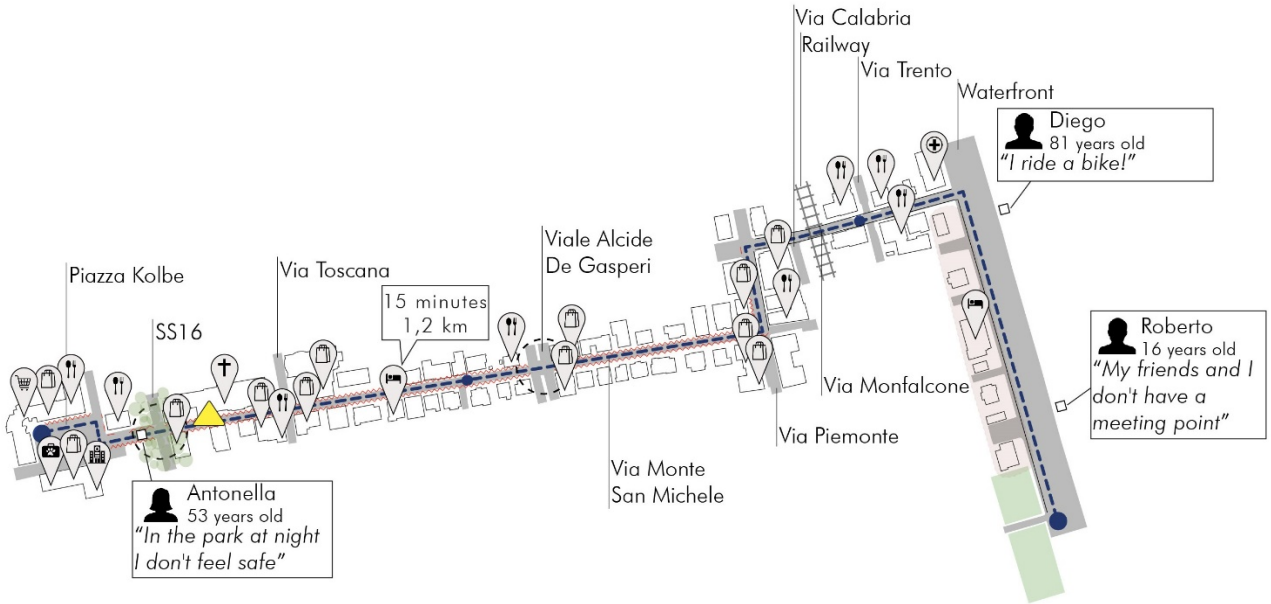 Via Calabria
Railway
Via Trento
Waterfront
Diego
81 years old
"I ride a bike!"
Viale Alcide
De Gasperi
Via Toscana
Piazza Kolbe
15 minutes
1,2 km
SS16
Roberto
16 years old
"My friends and I
don't have a
meeting point"
Via Monfalcone
Via Piemonte
Via Monte
San Michele
Antonella
53 years old
"In the park at night
I don't feel safe"